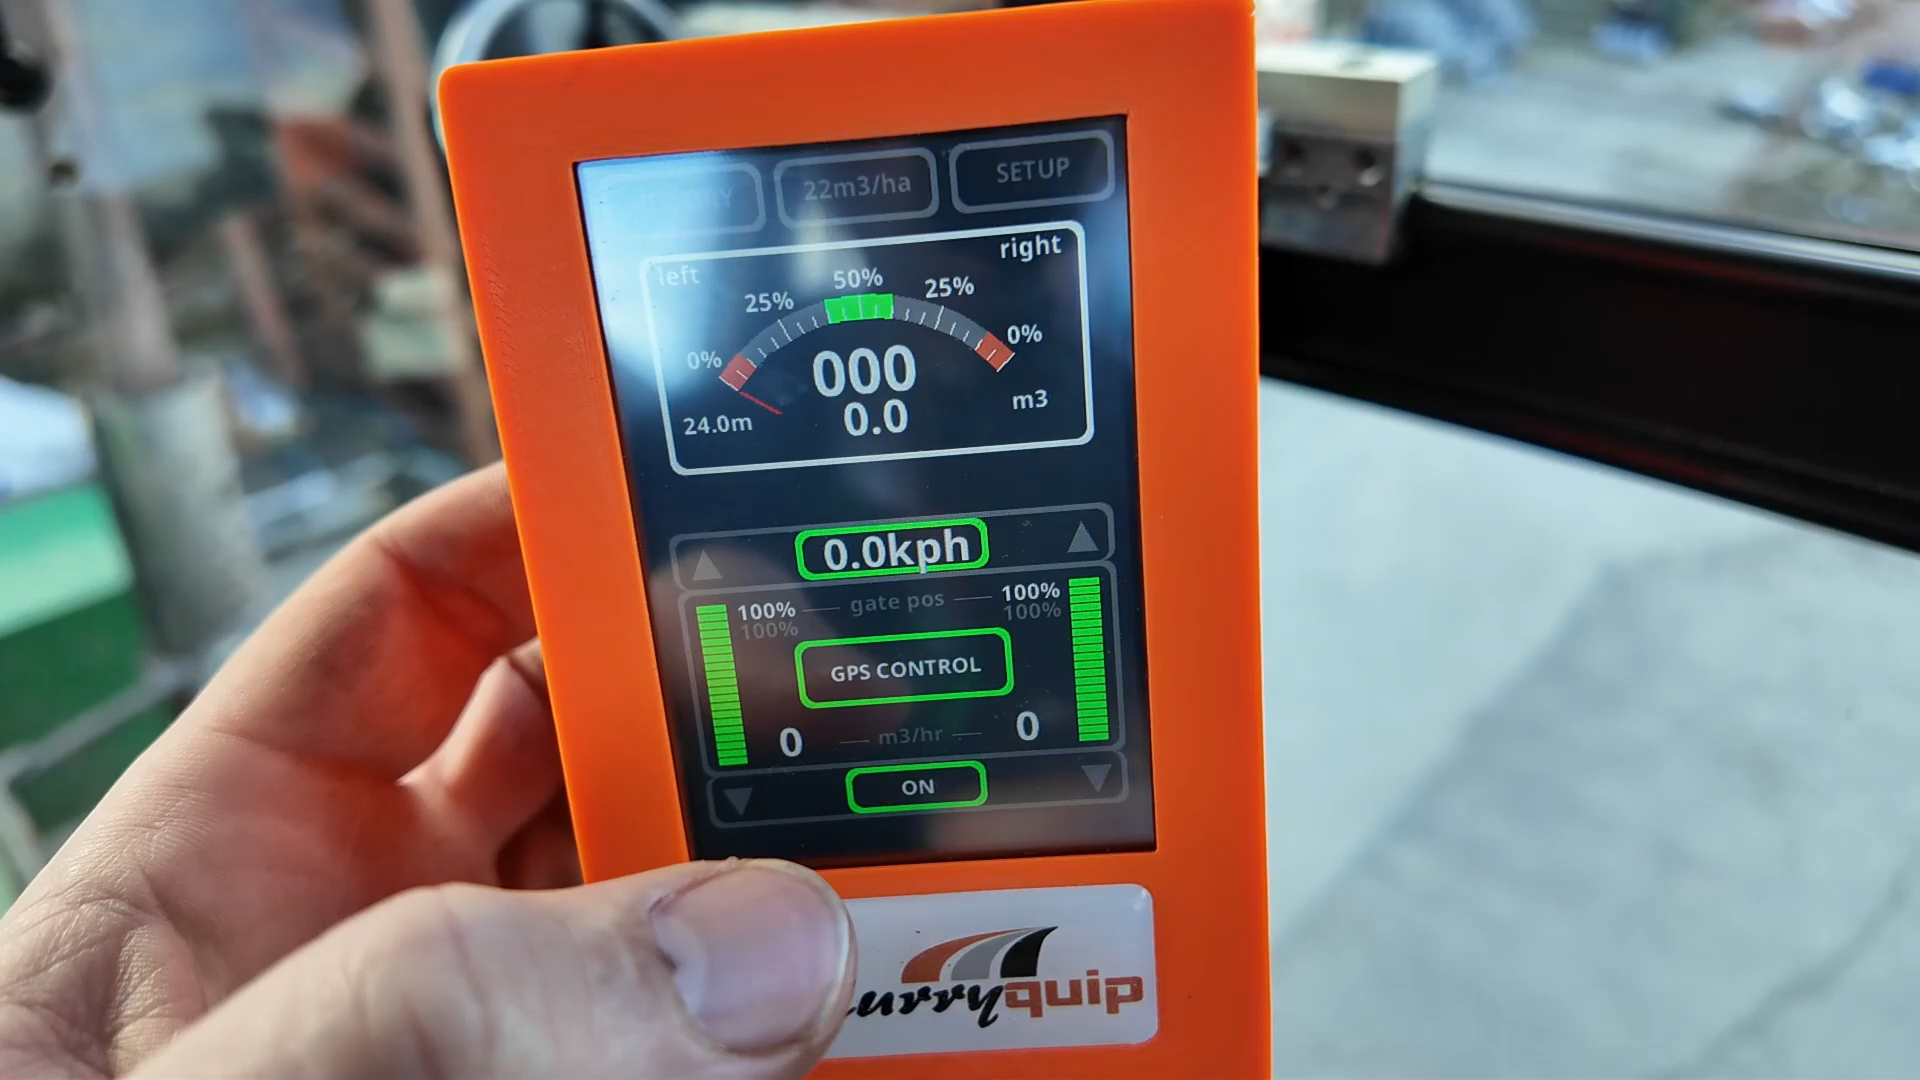 22m3/ha
SETUP
left
right
25%
50%
25%
0%
0%
000
24.0m
0.0
m3
0.0kph
100%
gate pos
100%
100%
100%
GPS CONTROL
0
m3/hr
0
ON
quip